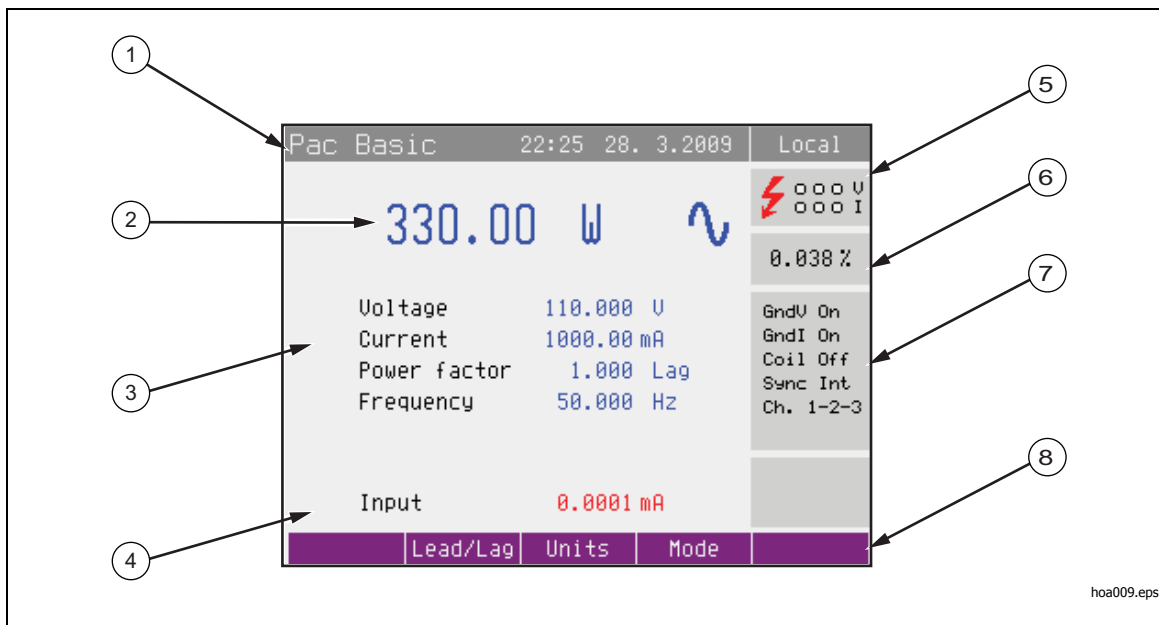 1
5
Pac Basic 22:25 28. 3.2009 Local
2
330.00 W
000 V
000 I
6
0.038 %
7
Voltage 110.000 V
Current 1000.00 mA
Power factor 1.000 Lag
Frequency 50.000 Hz
GndV On
GndI On
Coil Off
Sync Int
Ch. 1-2-3
3
8
Input 0.0001 mA
4
Lead/Lag Units Mode
hoa009.eps